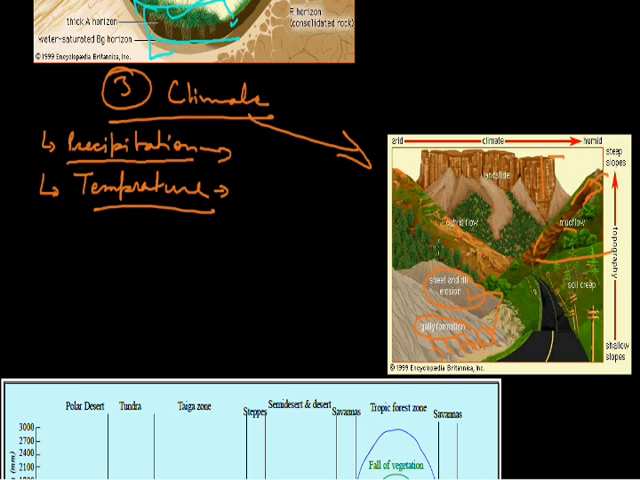 R horizon
(consolidated rock)
thick A horizon
water-saturated Bg horizon
© 1999 Encyclopædia Britannica, Inc.
3 Climate
Precipitation
Temprature
arid climate humid
steep
slopes
landslide
earthflow
mudflow
topography
sheet and rill
erosion
soil creep
gully formation
shallow
slopes
© 1999 Encyclopædia Britannica, Inc.
Polar Desert Tundra Taiga zone Steppes Semidesert & desert Savannas Tropic forest zone Savannas
3000
2700
2400
2100
Fall of vegetation
(mm)